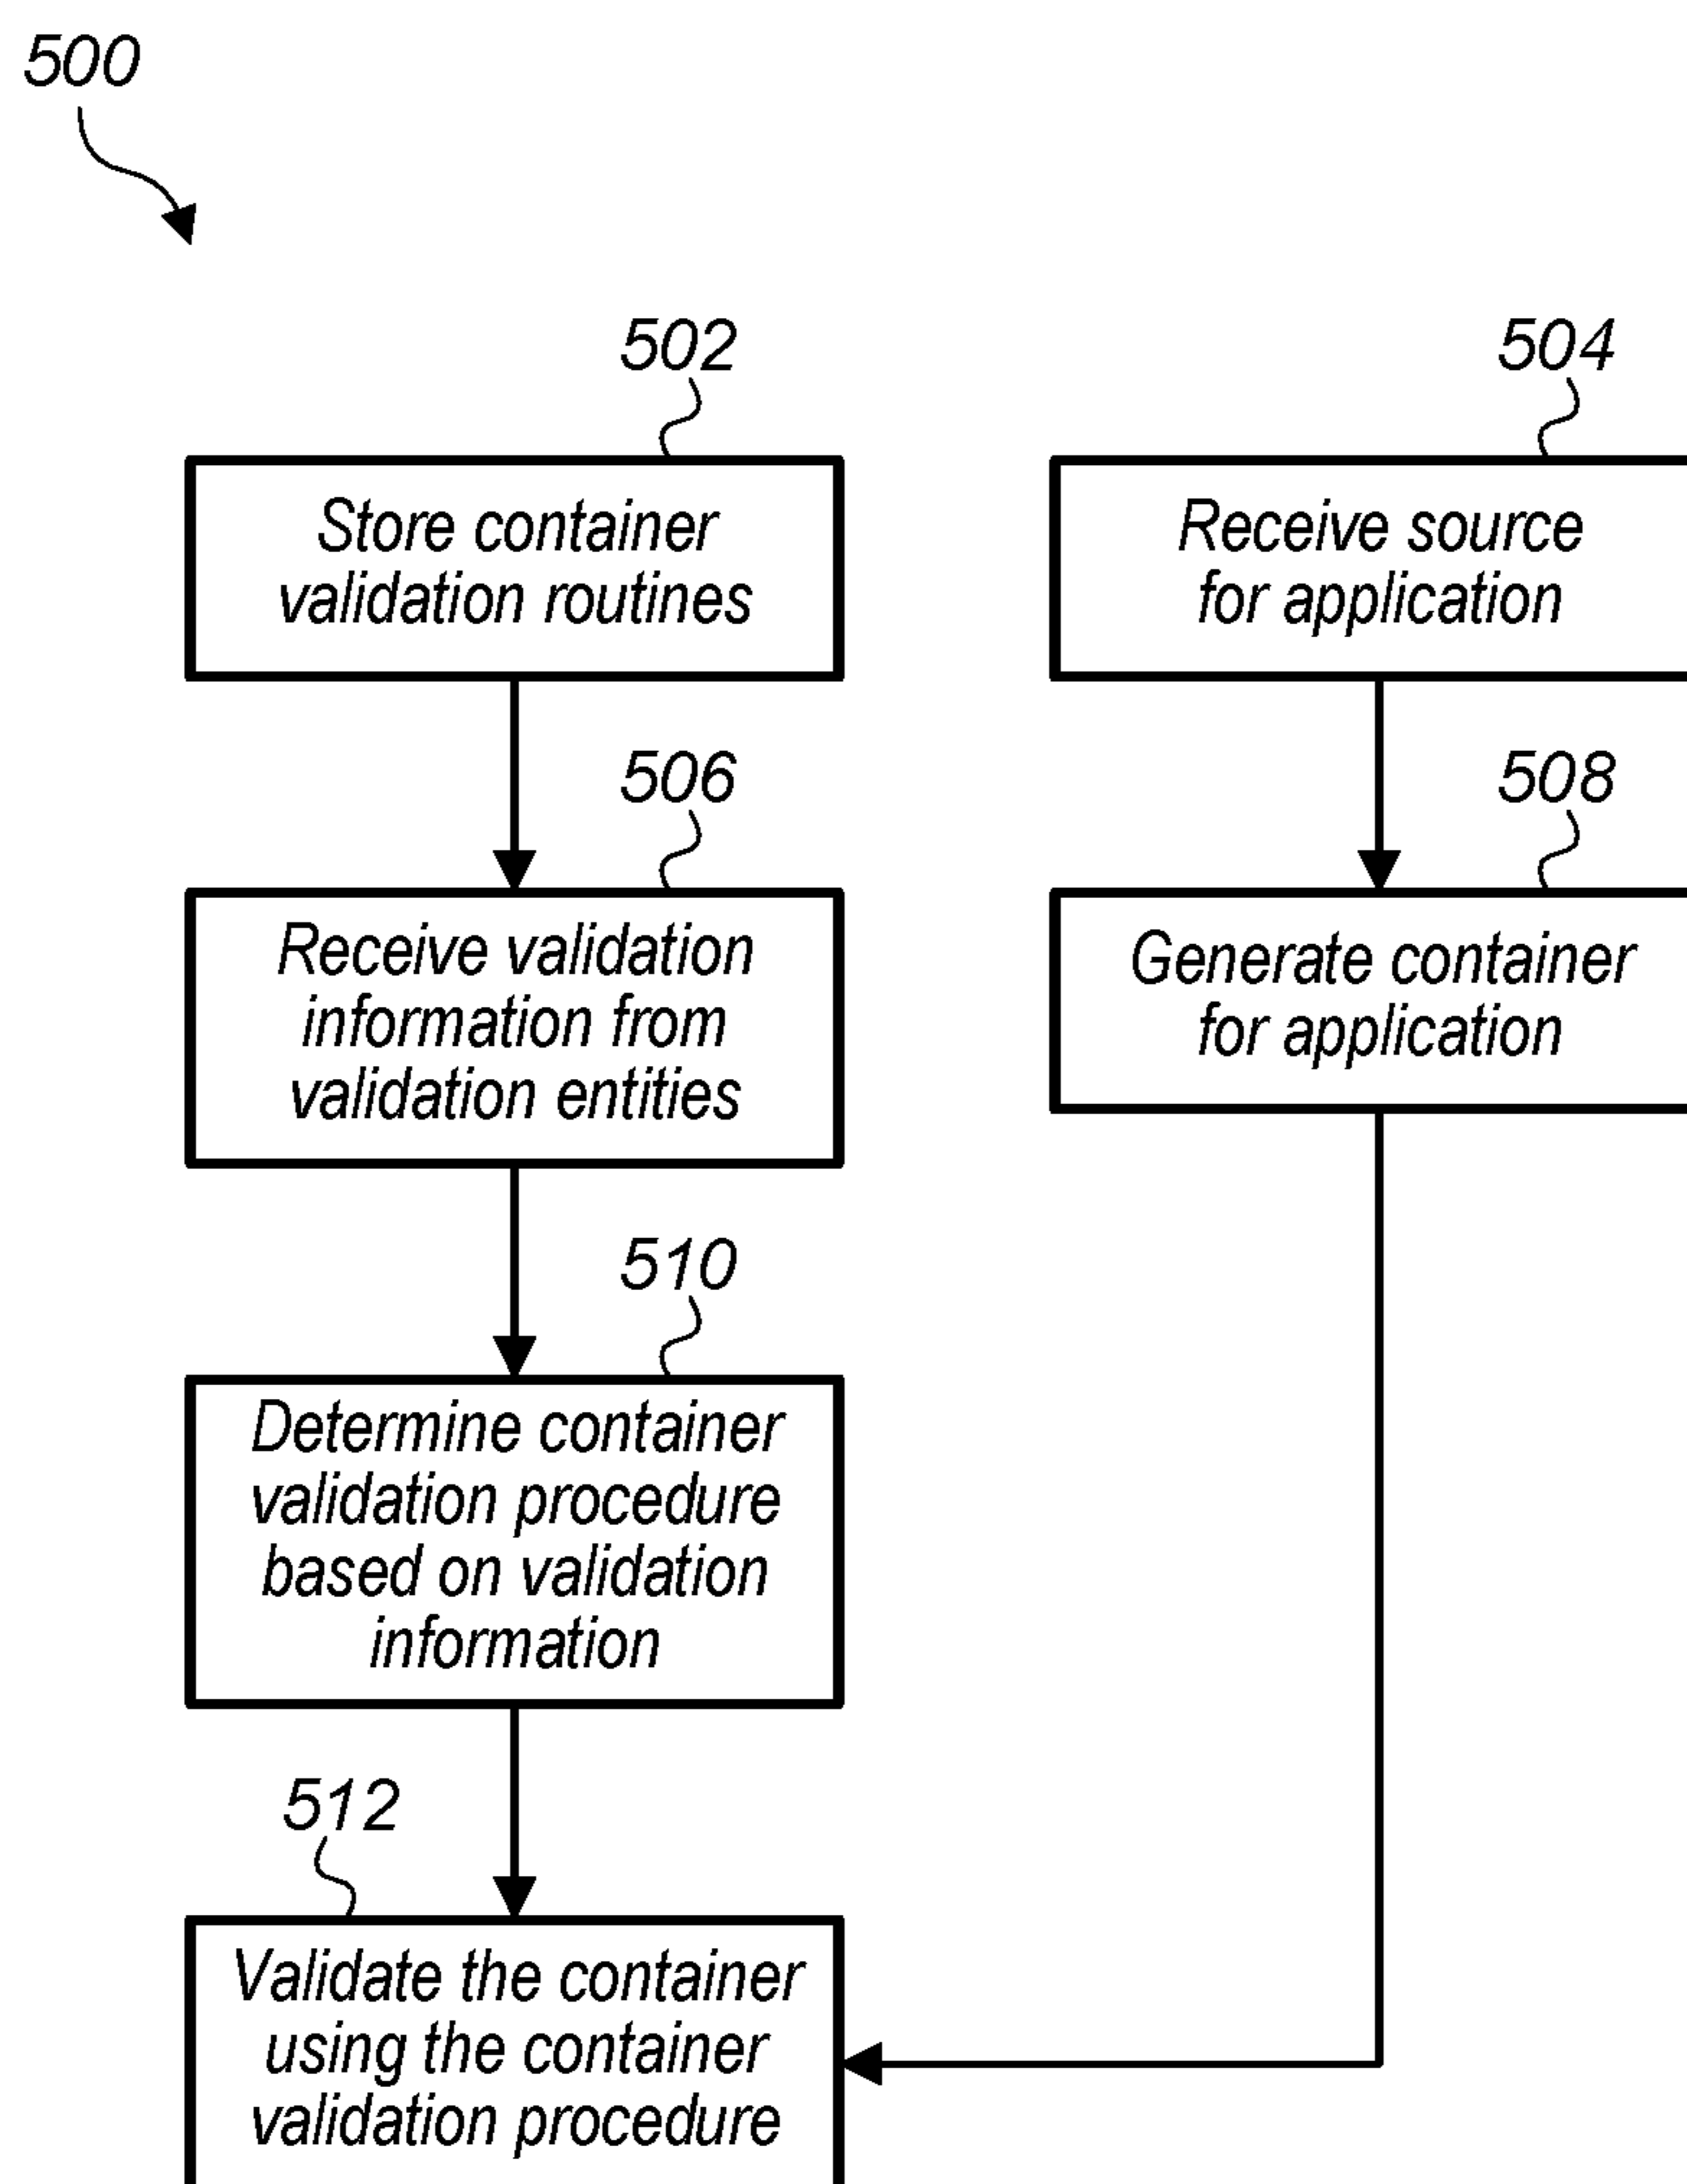 500
502
Store container
validation routines
504
Receive source
for application
506
Receive validation
information from
validation entities
508
Generate container
for application
510
Determine container
validation procedure
based on validation
information
512
Validate the container
using the container
validation procedure